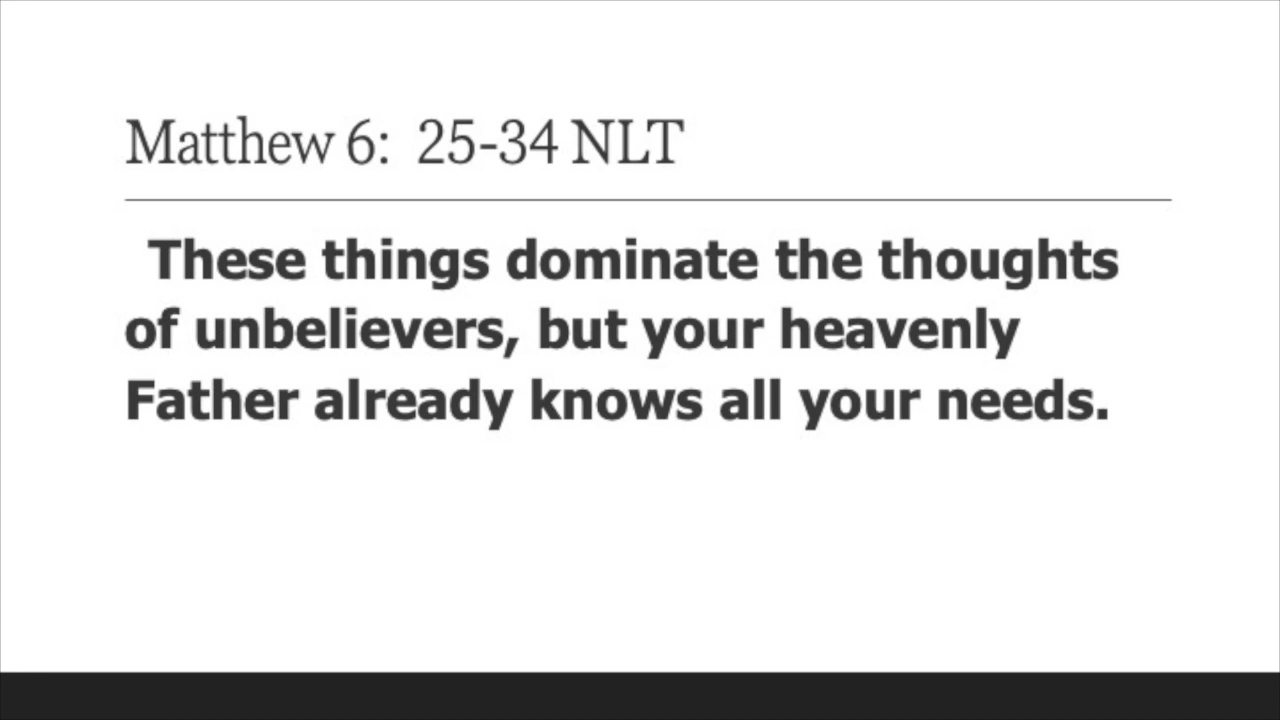 Matthew 6:  25-34 NLT
These things dominate the thoughts
of unbelievers, but your heavenly
Father already knows all your needs.